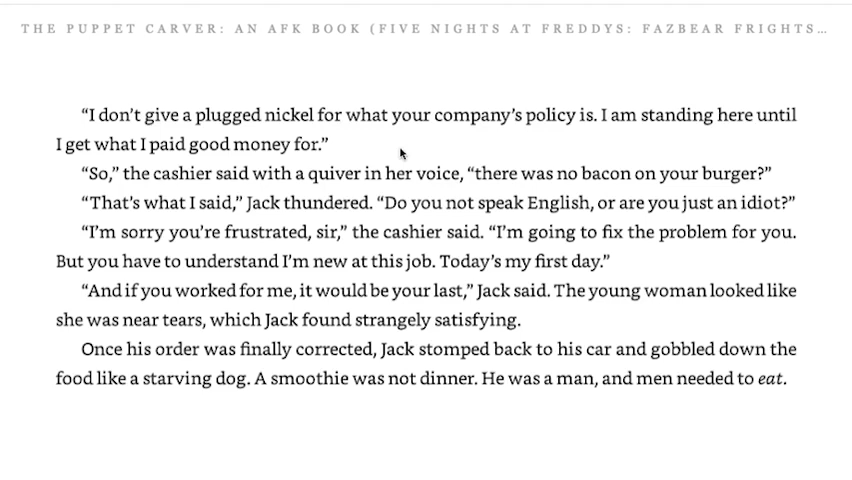 THE PUPPET CARVER: AN AFK BOOK (FIVE NIGHTS AT FREDDYS: FAZBEAR FRIGHTS…
“I don’t give a plugged nickel for what your company’s policy is. I am standing here until
I get what I paid good money for.”
“So,” the cashier said with a quiver in her voice, “there was no bacon on your burger?”
“That’s what I said,” Jack thundered. “Do you not speak English, or are you just an idiot?”
“I’m sorry you’re frustrated, sir,” the cashier said. “I’m going to fix the problem for you.
But you have to understand I’m new at this job. Today’s my first day.”
“And if you worked for me, it would be your last,” Jack said. The young woman looked like
she was near tears, which Jack found strangely satisfying.
Once his order was finally corrected, Jack stomped back to his car and gobbled down the
food like a starving dog. A smoothie was not dinner. He was a man, and men needed to eat.